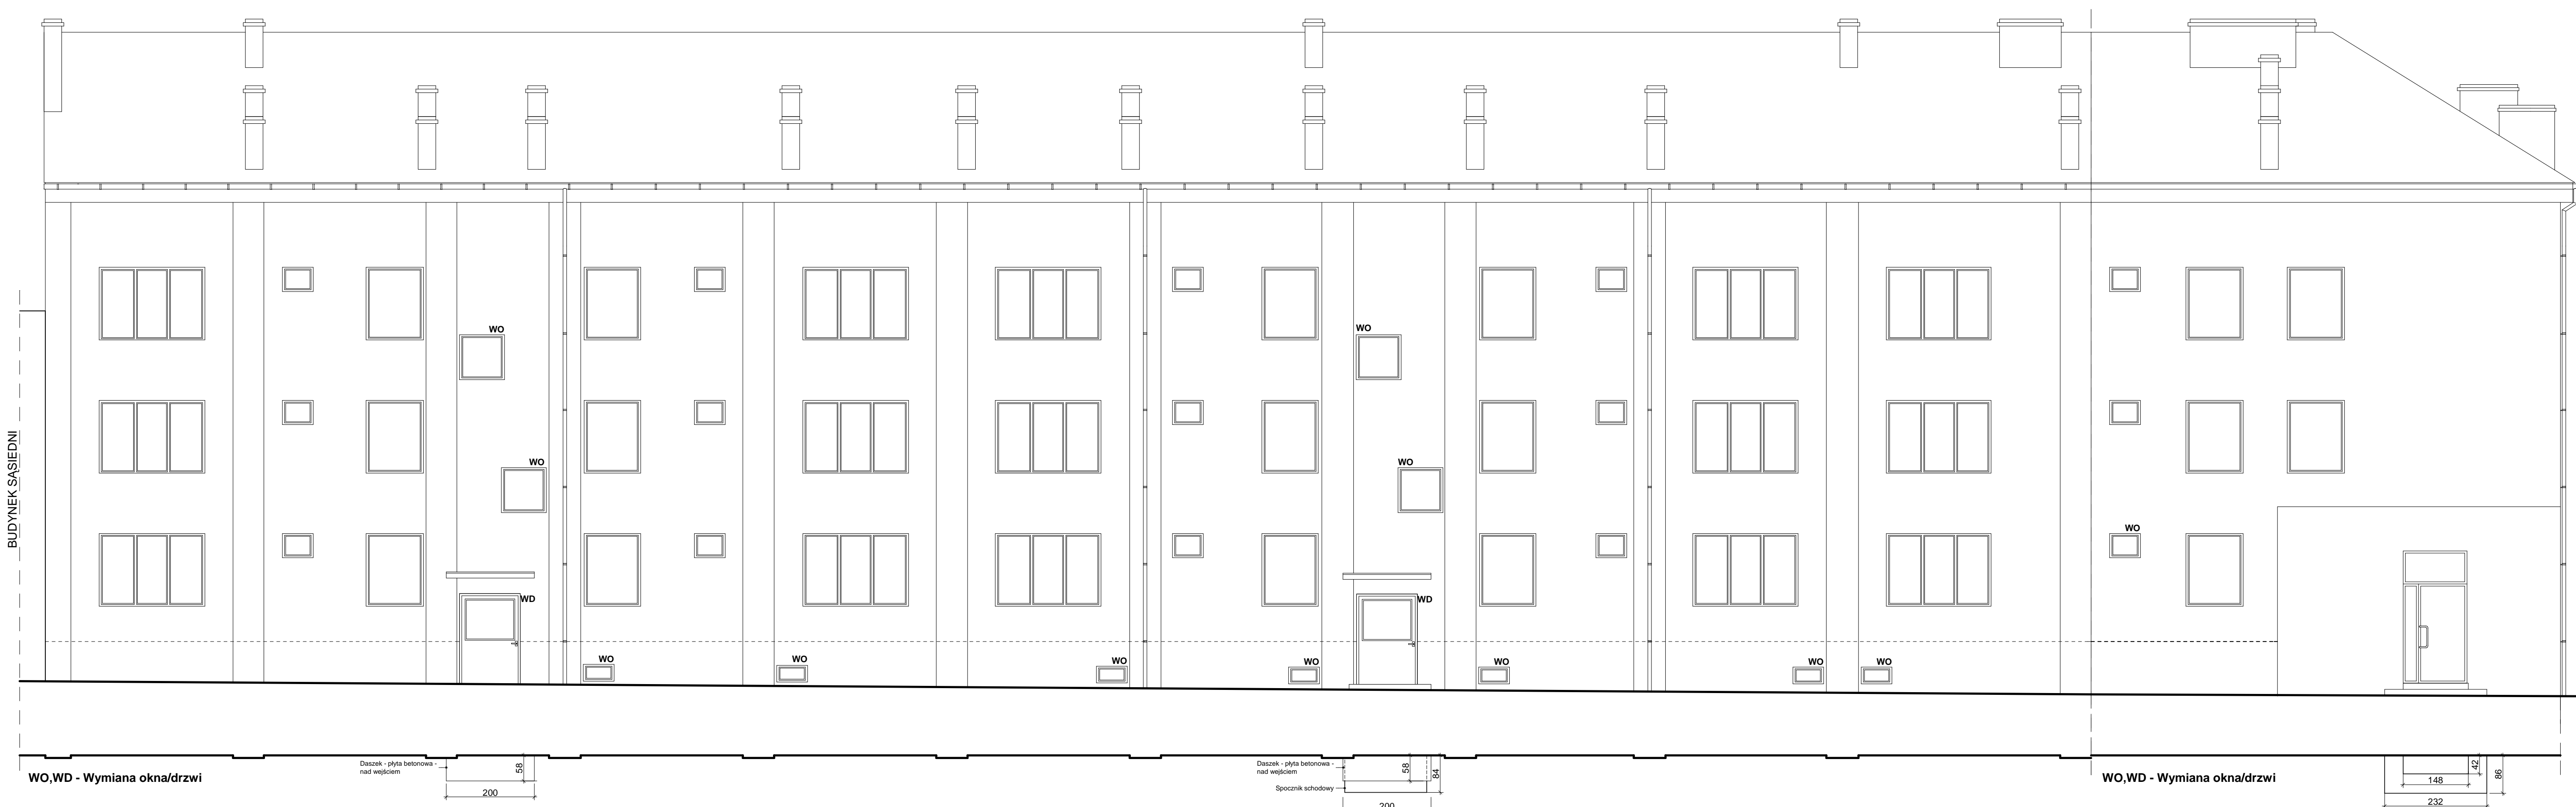 WO
WO
WO
WO
WO
WD
WD
WO
WO
WO
WO
WO
WO
WO
WO
BUDYNEK SĄSIEDNI
WO,WD - Wymiana okna/drzwi
Daszek - płyta betonowa -
nad wejściem
58
200
Daszek - płyta betonowa -
nad wejściem
Spocznik schodowy
58
84
200
WO,WD - Wymiana okna/drzwi
42
86
148
232